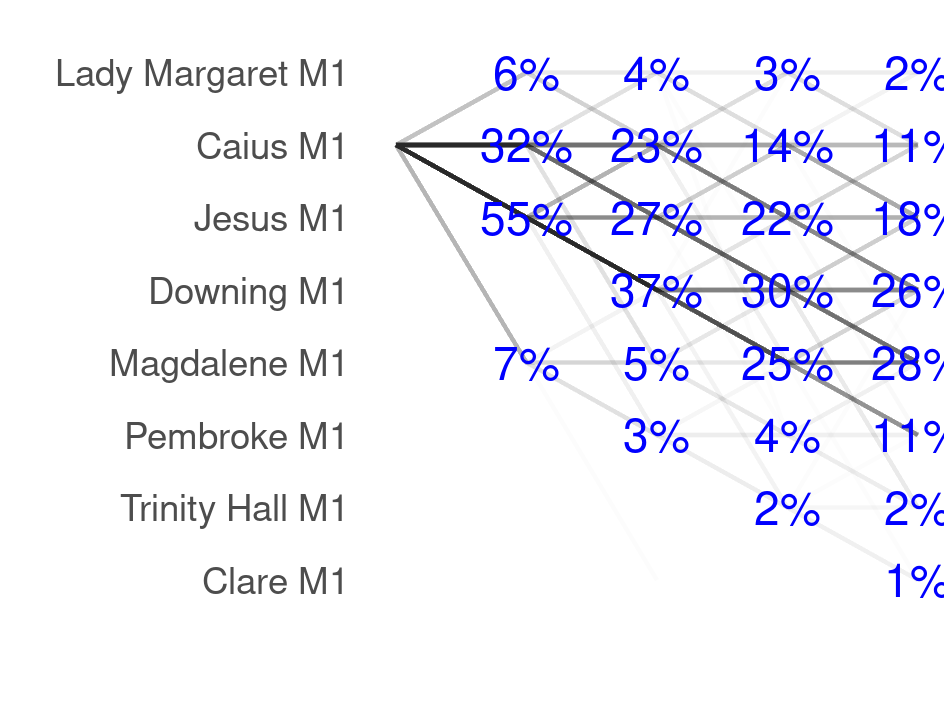 Lady Margaret M1 6% 4% 3% 2%
Caius M1 32% 23% 14% 11%
Jesus M1 55% 27% 22% 18%
Downing M1 37% 30% 26%
Magdalene M1 7% 5% 25% 28%
Pembroke M1 3% 4% 11%
Trinity Hall M1 2% 2%
Clare M1 1%